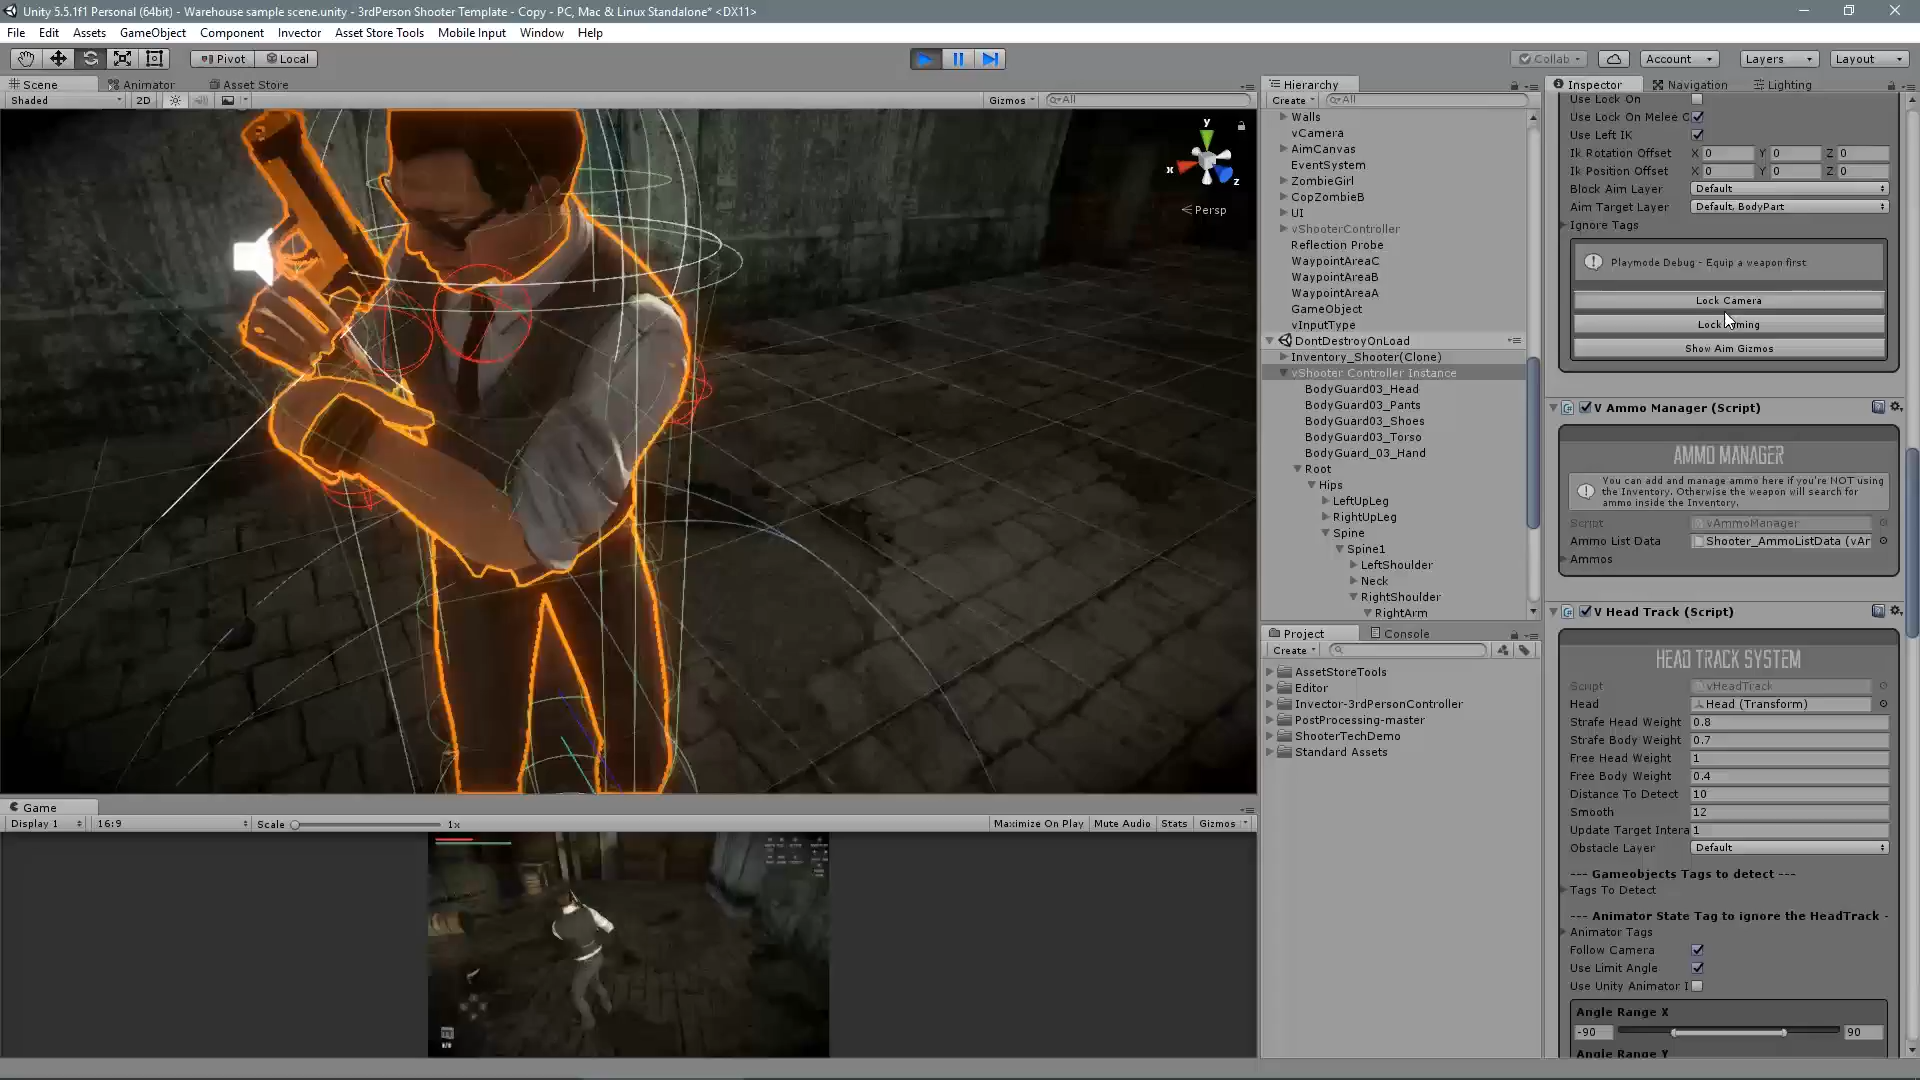 Unity 5.5.1f1 Personal (64bit) - Warehouse sample scene.unity - 3rdPerson Shooter Template - Copy - PC, Mac & Linux Standalone* <DX11>
File Edit Assets GameObject Component Invector Asset Store Tools Mobile Input Window Help
Pivot Local Collab Account Layers Layout
Scene Animator Asset Store
Shaded 2D Gizmos All
y
x
z
Persp
Game
Display 1 16:9 Scale 1x Maximize On Play Mute Audio Stats Gizmos
Hierarchy
Create All
Walls
vCamera
AimCanvas
EventSystem
ZombieGirl
CopZombieB
UI
vShooterController
Reflection Probe
WaypointAreaC
WaypointAreaB
WaypointAreaA
GameObject
vInputType
DontDestroyOnLoad
Inventory_Shooter(Clone)
vShooter Controller Instance
BodyGuard03_Head
BodyGuard03_Pants
BodyGuard03_Shoes
BodyGuard03_Torso
BodyGuard_03_Hand
Root
Hips
LeftUpLeg
RightUpLeg
Spine
Spine1
LeftShoulder
Neck
RightShoulder
RightArm
Project Console
Create
AssetStoreTools
Editor
Invector-3rdPersonController
PostProcessing-master
ShooterTechDemo
Standard Assets
Inspector Navigation Lighting
Use Lock On
Use Lock On Melee C
Use Left IK
Ik Rotation Offset X 0 Y 0 Z 0
Ik Position Offset X 0 Y 0 Z 0
Block Aim Layer Default
Aim Target Layer Default, BodyPart
Ignore Tags
Playmode Debug - Equip a weapon first
Lock Camera
Lock ming
Show Aim Gizmos
V Ammo Manager (Script)
AMMO MANAGER
You can add and manage ammo here if you're NOT using
the Inventory. Otherwise the weapon will search for
ammo inside the Inventory.
Script vAmmoManager
Ammo List Data Shooter_AmmoListData (vAr
Ammos
V Head Track (Script)
HEAD TRACK SYSTEM
Script vHeadTrack
Head Head (Transform)
Strafe Head Weight 0.8
Strafe Body Weight 0.7
Free Head Weight 1
Free Body Weight 0.4
Distance To Detect 10
Smooth 12
Update Target Intera 1
Obstacle Layer Default
--- Gameobjects Tags to detect ---
Tags To Detect
--- Animator State Tag to ignore the HeadTrack -
Animator Tags
Follow Camera
Use Limit Angle
Use Unity Animator I
Angle Range X
-90 90
Angle Range Y